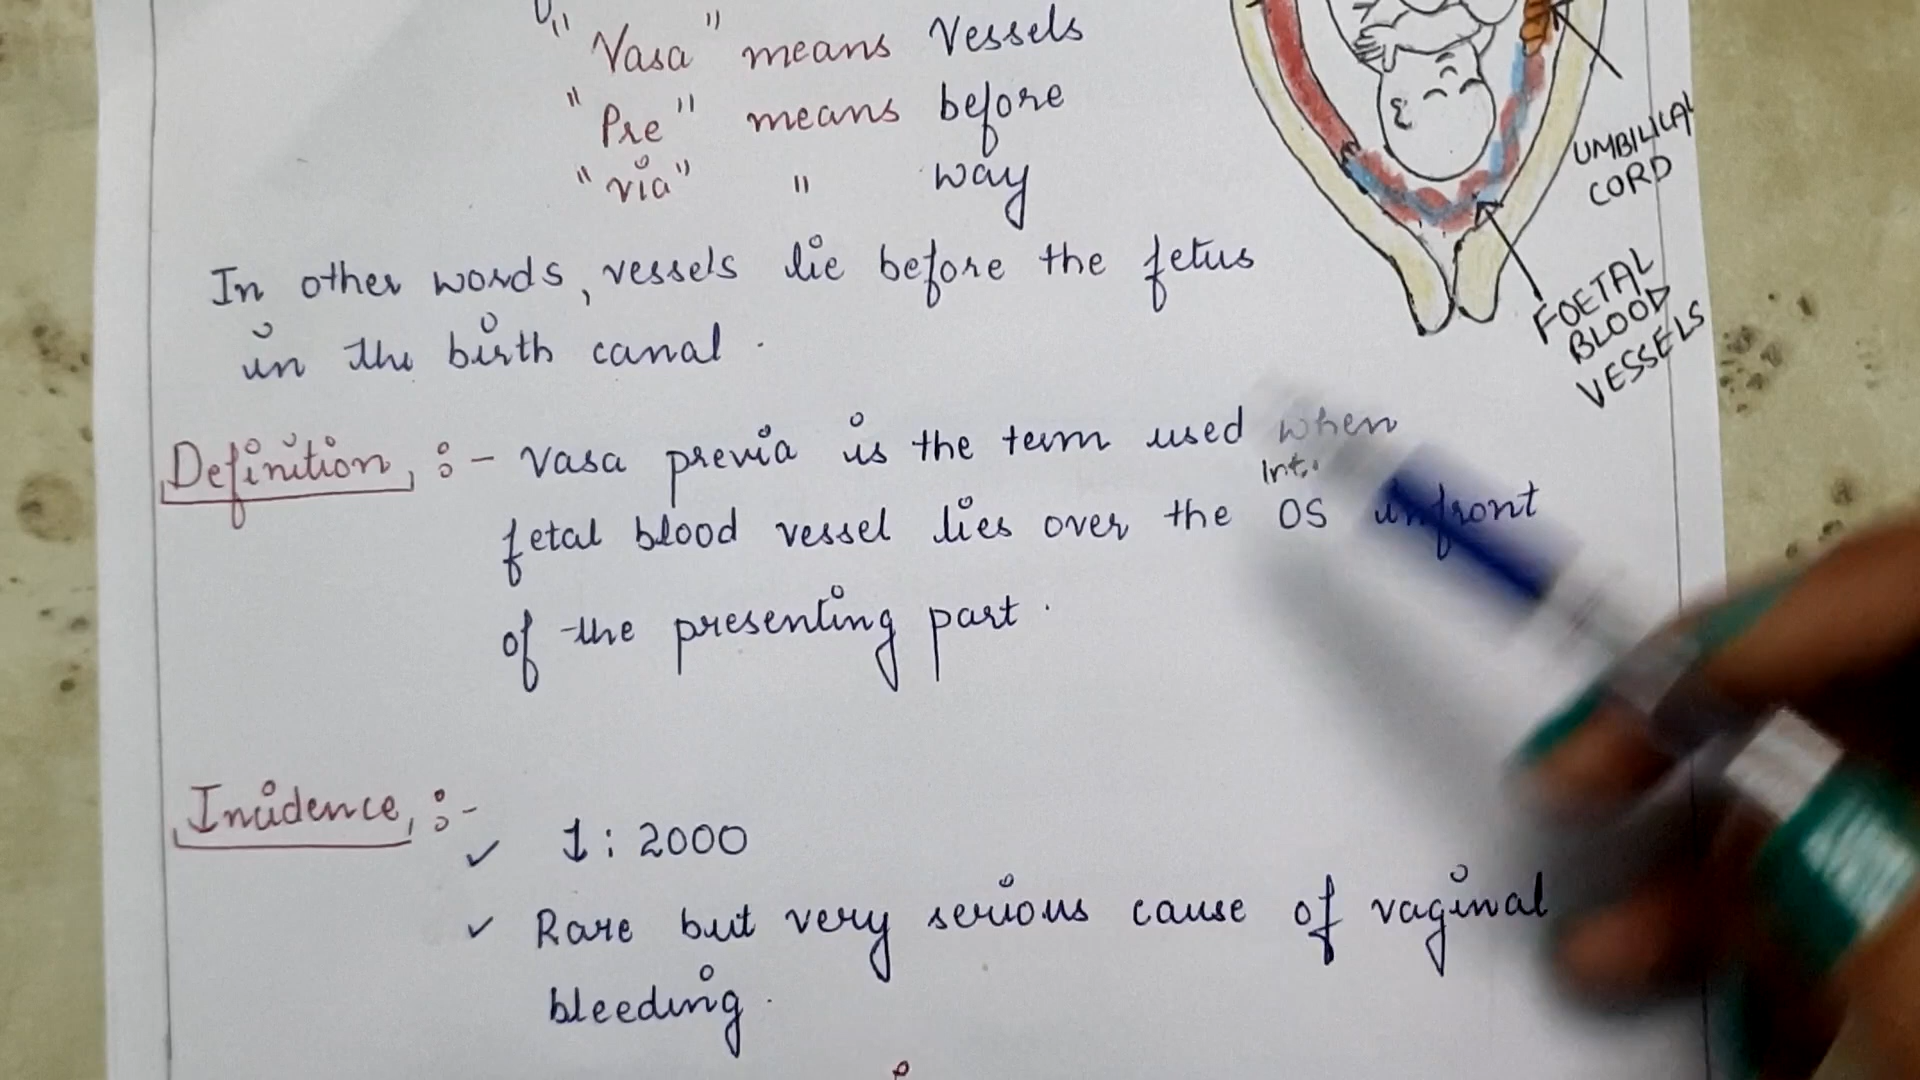 "Vasa" means Vessels
"Pre" means before
"via" " way
In other words, vessels lie before the fetus
in the birth canal.
UMBILICAL
CORD
FOETAL
BLOOD
VESSELS
Definition :- Vasa previa is the term used when
fetal blood vessel lies over the OS infront
of the presenting part.
Incidence :-
✓ 1 : 2000
✓ Rare but very serious cause of vaginal
bleeding.